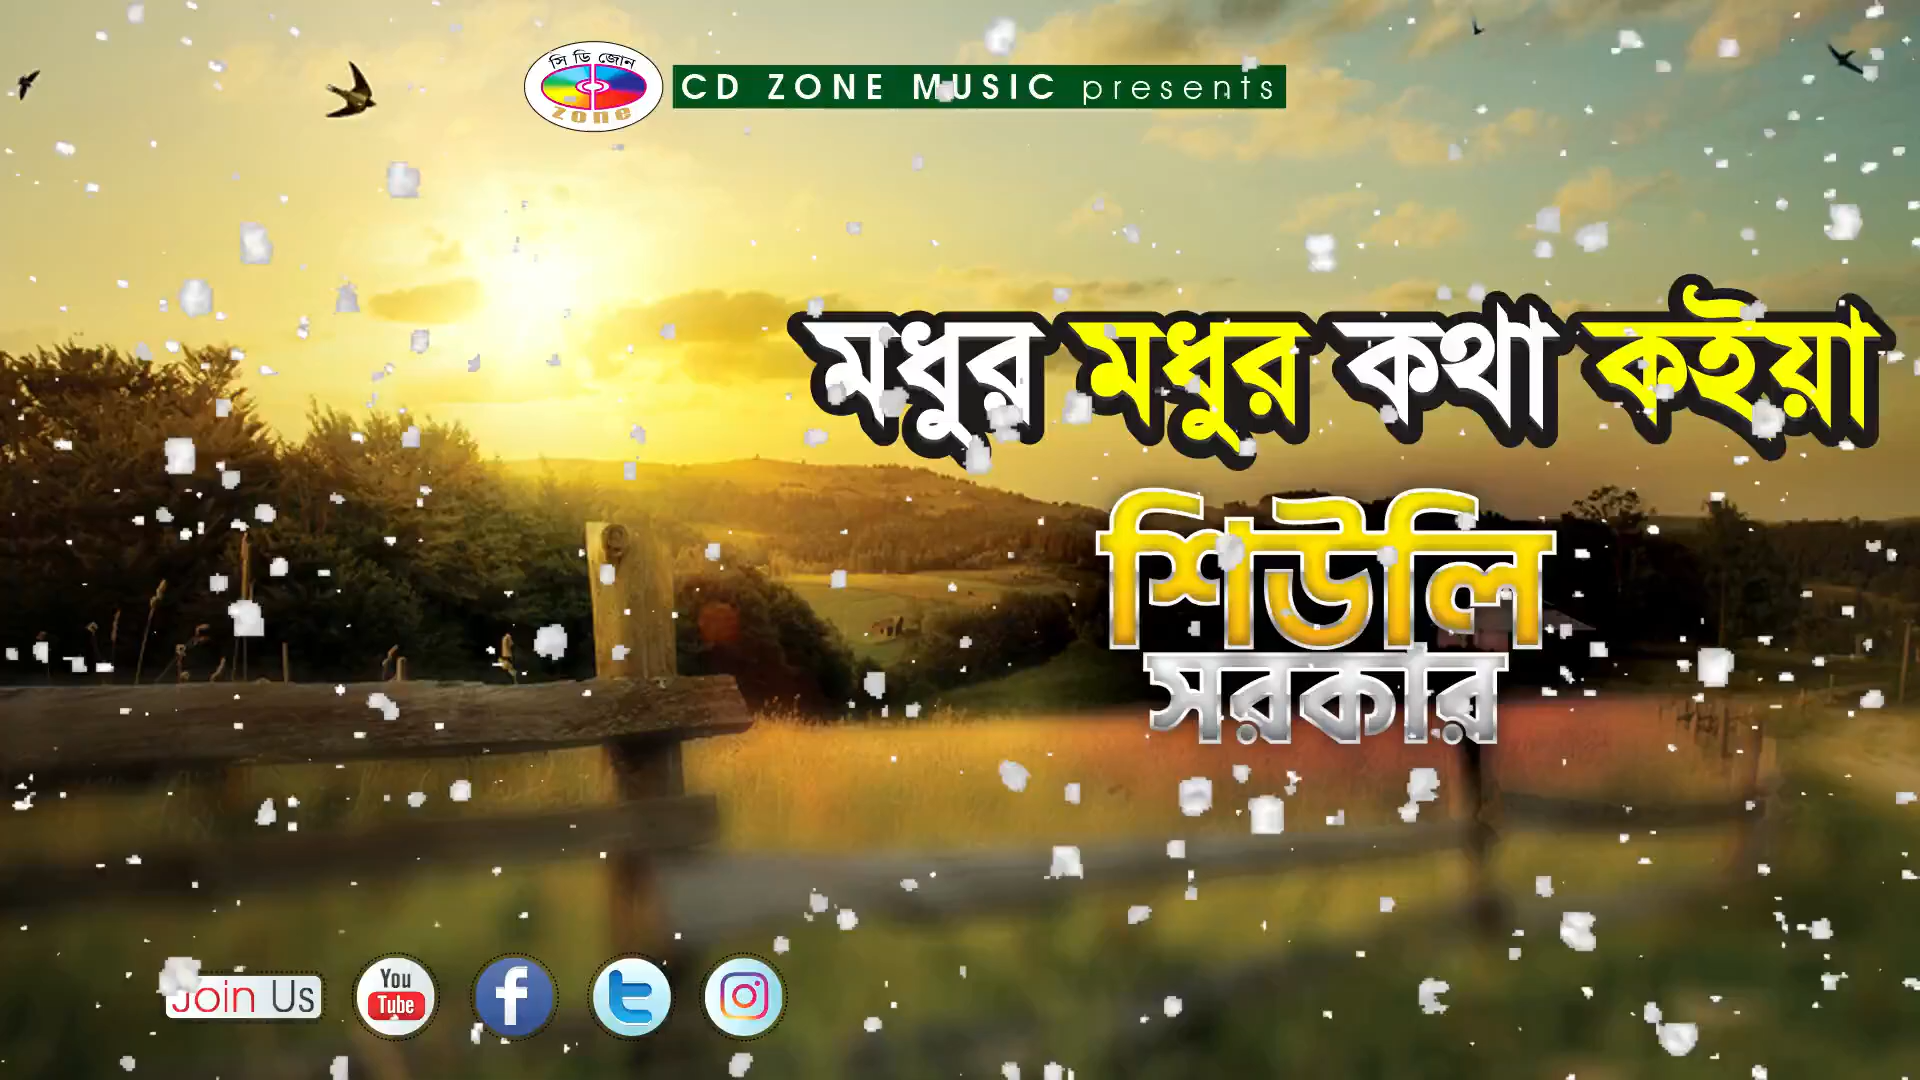 সি ডি জোন
zone
CD ZONE MUSIC presents
মধুর মধুর কথা কইয়া
শিউলি
সরকার
Join Us
You
Tube